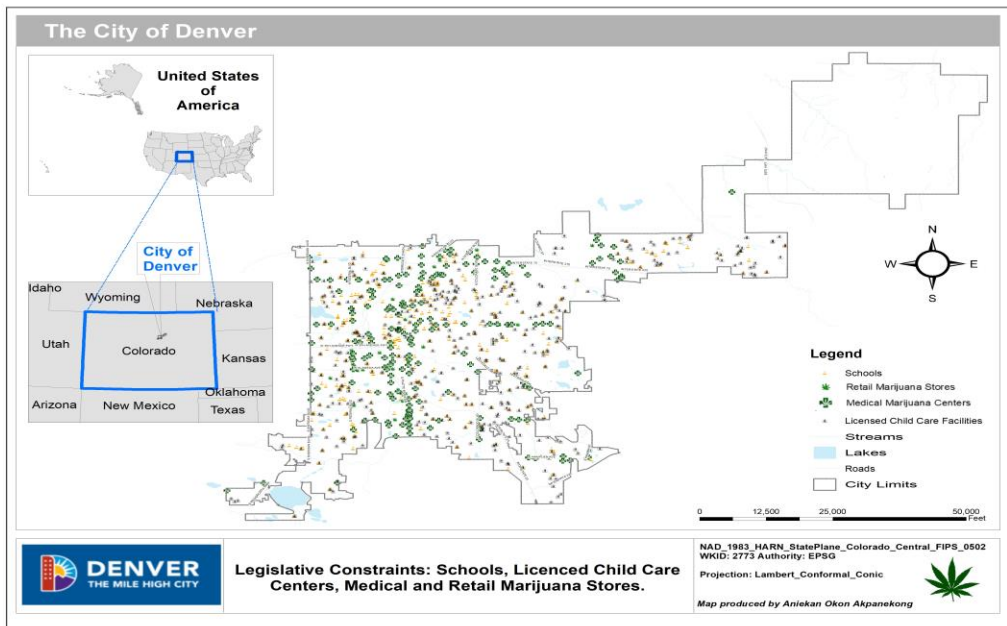 The City of Denver
United States
of
America
City of
Denver
Idaho
Wyoming
Nebraska
Utah
Colorado
Kansas
Arizona
New Mexico
Oklahoma
Texas
N
W
E
S
Legend
Schools
Retail Marijuana Stores
Medical Marijuana Centers
Licensed Child Care Facilities
Streams
Lakes
Roads
City Limits
0 12,500 25,000 50,000
Feet
DENVER
THE MILE HIGH CITY
Legislative Constraints: Schools, Licenced Child Care
Centers, Medical and Retail Marijuana Stores.
NAD_1983_HARN_StatePlane_Colorado_Central_FIPS_0502
WKID: 2773 Authority: EPSG
Projection: Lambert_Conformal_Conic
Map produced by Aniekan Okon Akpanekong